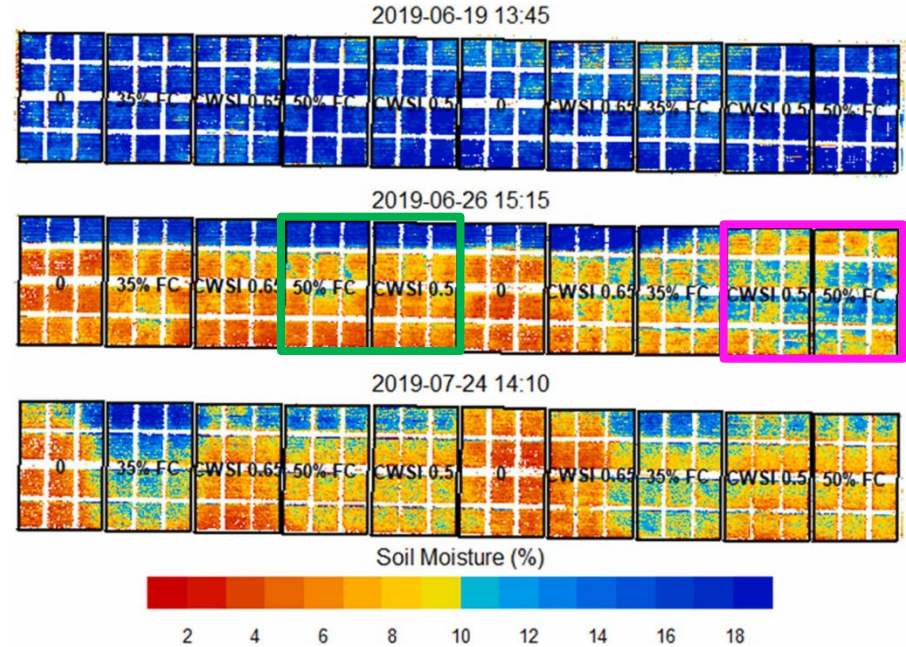 2019-06-19 13:45
0 35% FC CWSI 0.65 50% FC CWSI 0.5 0 CWSI 0.65 35% FC CWSI 0.5 50% FC
2019-06-26 15:15
0 35% FC CWSI 0.65 50% FC CWSI 0.5 0 CWSI 0.65 35% FC CWSI 0.5 50% FC
2019-07-24 14:10
0 35% FC CWSI 0.65 50% FC CWSI 0.5 0 CWSI 0.65 35% FC CWSI 0.5 50% FC
Soil Moisture (%)
2 4 6 8 10 12 14 16 18